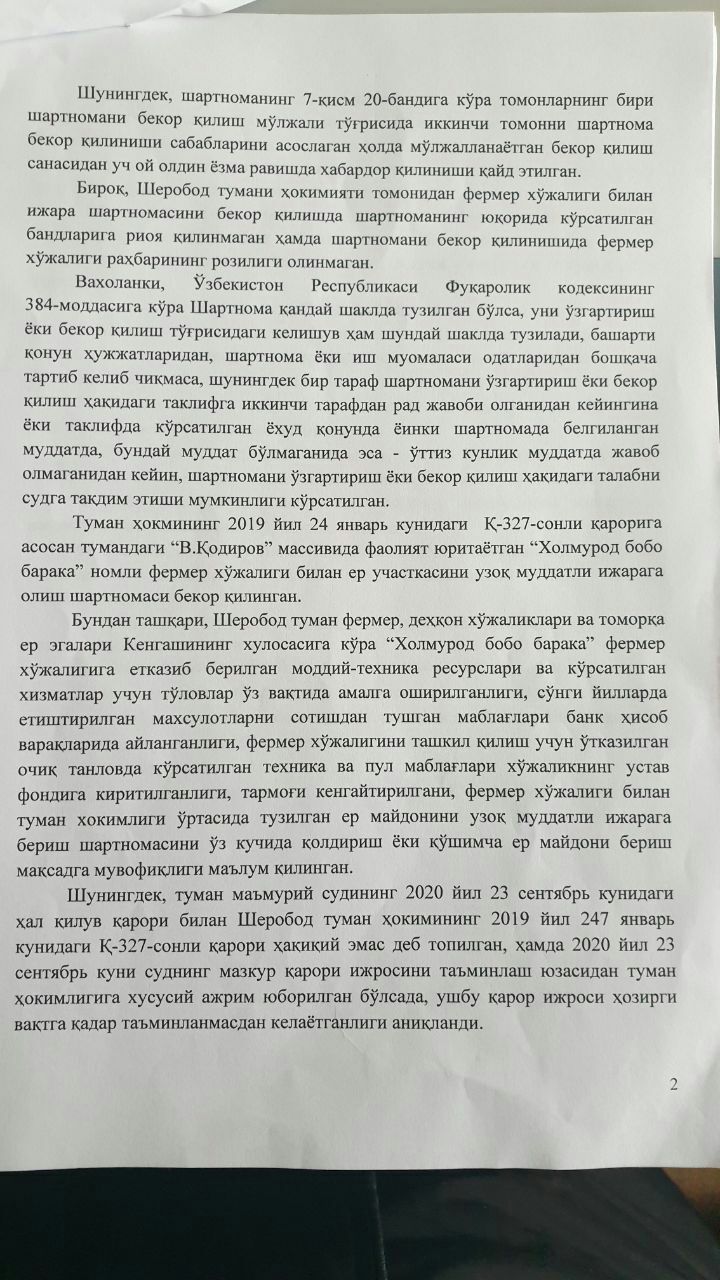 Шунингдек, шартноманинг 7-қисм 20-бандига кўра томонларнинг бири
шартномани бекор қилиш мўлжали тўғрисида иккинчи томонни шартнома
бекор қилиниши сабабларини асослаган ҳолда мўлжалланаётган бекор қилиш
санасидан уч ой олдин ёзма равишда хабардор қилиниши қайд этилган.
Бироқ, Шеробод тумани ҳокимияти томонидан фермер хўжалиги билан
ижара шартномасини бекор қилишда шартноманинг юқорида кўрсатилган
бандларига риоя қилинмаган ҳамда шартномани бекор қилинишида фермер
хўжалиги раҳбарининг розилиги олинмаган.
Вахоланки, Ўзбекистон Республикаси Фуқаролик кодексининг
384-моддасига кўра Шартнома қандай шаклда тузилган бўлса, уни ўзгартириш
ёки бекор қилиш тўғрисидаги келишув ҳам шундай шаклда тузилади, башарти
қонун ҳужжатларидан, шартнома ёки иш муомаласи одатларидан бошқача
тартиб келиб чиқмаса, шунингдек бир тараф шартномани ўзгартириш ёки бекор
қилиш ҳақидаги таклифга иккинчи тарафдан рад жавоби олганидан кейингина
ёки таклифда кўрсатилган ёхуд қонунда ёинки шартномада белгиланган
муддатда, бундай муддат бўлмаганида эса - ўттиз кунлик муддатда жавоб
олмаганидан кейин, шартномани ўзгартириш ёки бекор қилиш ҳақидаги талабни
судга тақдим этиши мумкинлиги кўрсатилган.
Туман ҳокмининг 2019 йил 24 январь кунидаги Қ-327-сонли қарорига
асосан тумандаги “В.Қодиров” массивида фаолият юритаётган “Холмурод бобо
барака” номли фермер хўжалиги билан ер участкасини узоқ муддатли ижарага
олиш шартномаси бекор қилинган.
Бундан ташқари, Шеробод туман фермер, деҳқон хўжаликлари ва томорқа
ер эгалари Кенгашининг хулосасига кўра “Холмурод бобо барака” фермер
хўжалигига етказиб берилган моддий-техника ресурслари ва кўрсатилган
хизматлар учун тўловлар ўз вақтида амалга оширилганлиги, сўнги йилларда
етиштирилган махсулотларни сотишдан тушган маблағлари банк ҳисоб
варақларида айланганлиги, фермер хўжалигини ташкил қилиш учун ўтказилган
очиқ танловда кўрсатилган техника ва пул маблағлари хўжаликнинг устав
фондига киритилганлиги, тармоғи кенгайтирилгани, фермер хўжалиги билан
туман хокимлиги ўртасида тузилган ер майдонини узоқ муддатли ижарага
бериш шартномасини ўз кучида қолдириш ёки қўшимча ер майдони бериш
мақсадга мувофиқлиги маълум қилинган.
Шунингдек, туман маъмурий судининг 2020 йил 23 сентябрь кунидаги
ҳал қилув қарори билан Шеробод туман ҳокимининг 2019 йил 247 январь
кунидаги Қ-327-сонли қарори ҳақиқий эмас деб топилган, ҳамда 2020 йил 23
сентябрь куни суднинг мазкур қарори ижросини таъминлаш юзасидан туман
ҳокимлигига хусусий ажрим юборилган бўлсада, ушбу қарор ижроси ҳозирги
вақтга қадар таъминланмасдан келаётганлиги аниқланди.
2